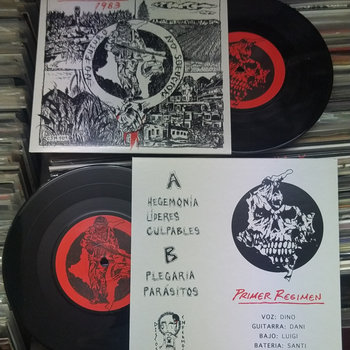 1983
A
HEGEMONÍA
LÍDERES
CULPABLES
B
PLEGARIA
PARÁSITOS
PRIMER REGIMEN
VOZ: DINO
GUITARRA: DANI
BAJO: LUIGI
BATERIA: SANTI